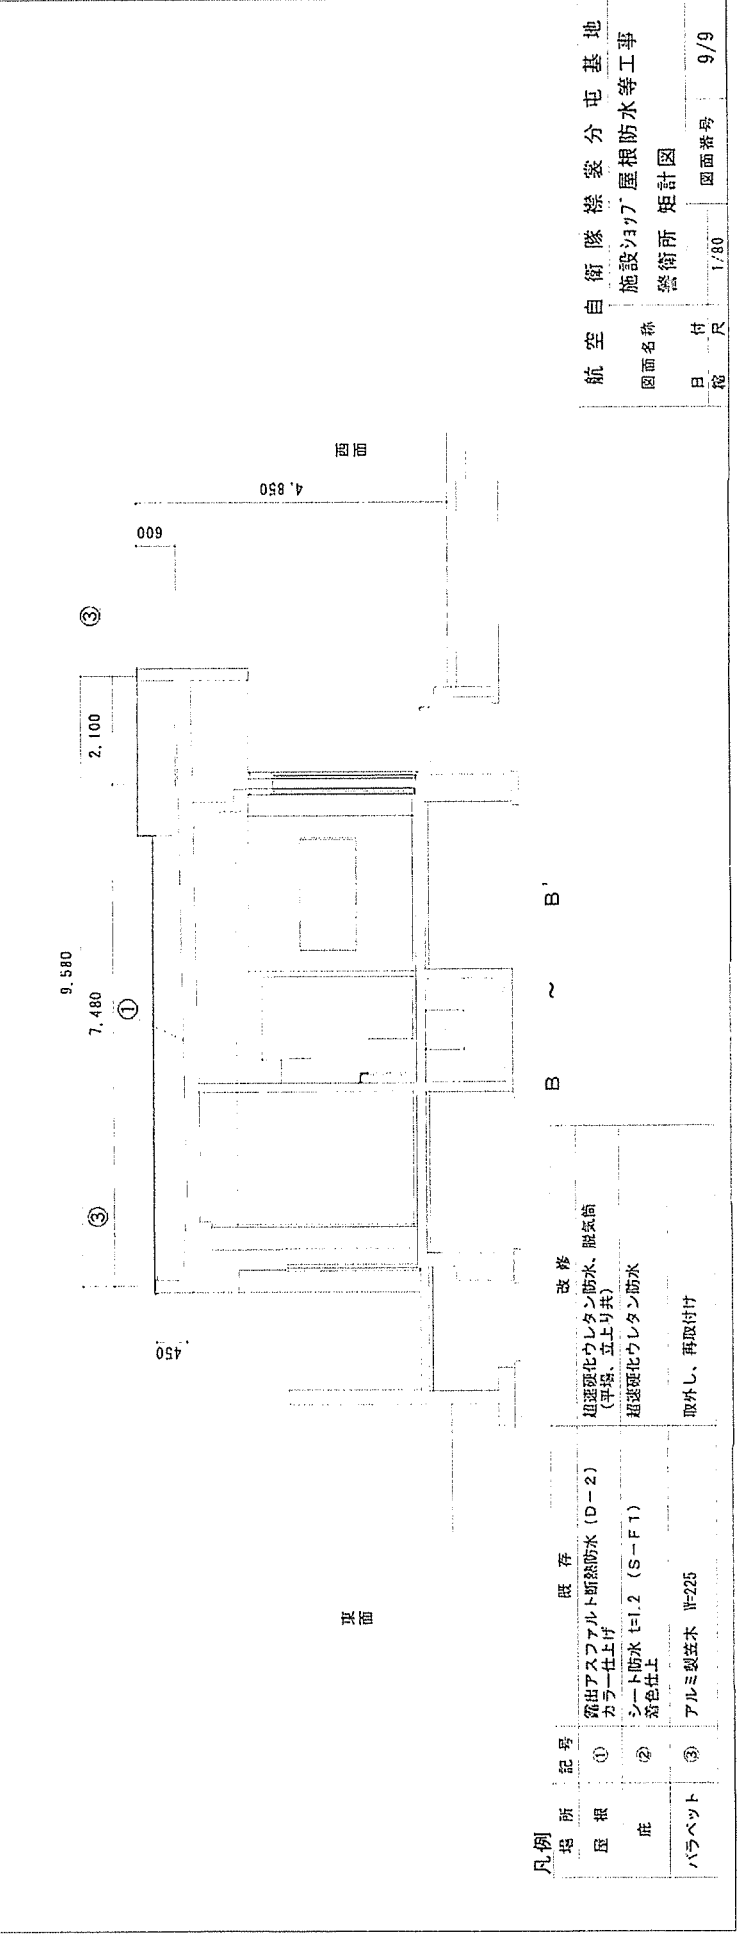 9.580
7.480
2.100
③
①
③
450
600
4.850
東面
西面
B ～ B'
凡例
場所 記号 既存 改修
屋根 ① 露出アスファルト断熱防水(D-2) 超速硬化ウレタン防水、脱気筒
カラー仕上げ (平場、立上り共)
庇 ② シート防水 t=1.2 (S-F1) 超速硬化ウレタン防水
着色仕上
パラペット ③ アルミ製笠木 W=225 取外し、再取付け
航空自衛隊襟裳分屯基地
施設ショップ屋根防水等工事
図面名称 警衛所 矩計図
日付
縮尺 1/80 図面番号 9/9